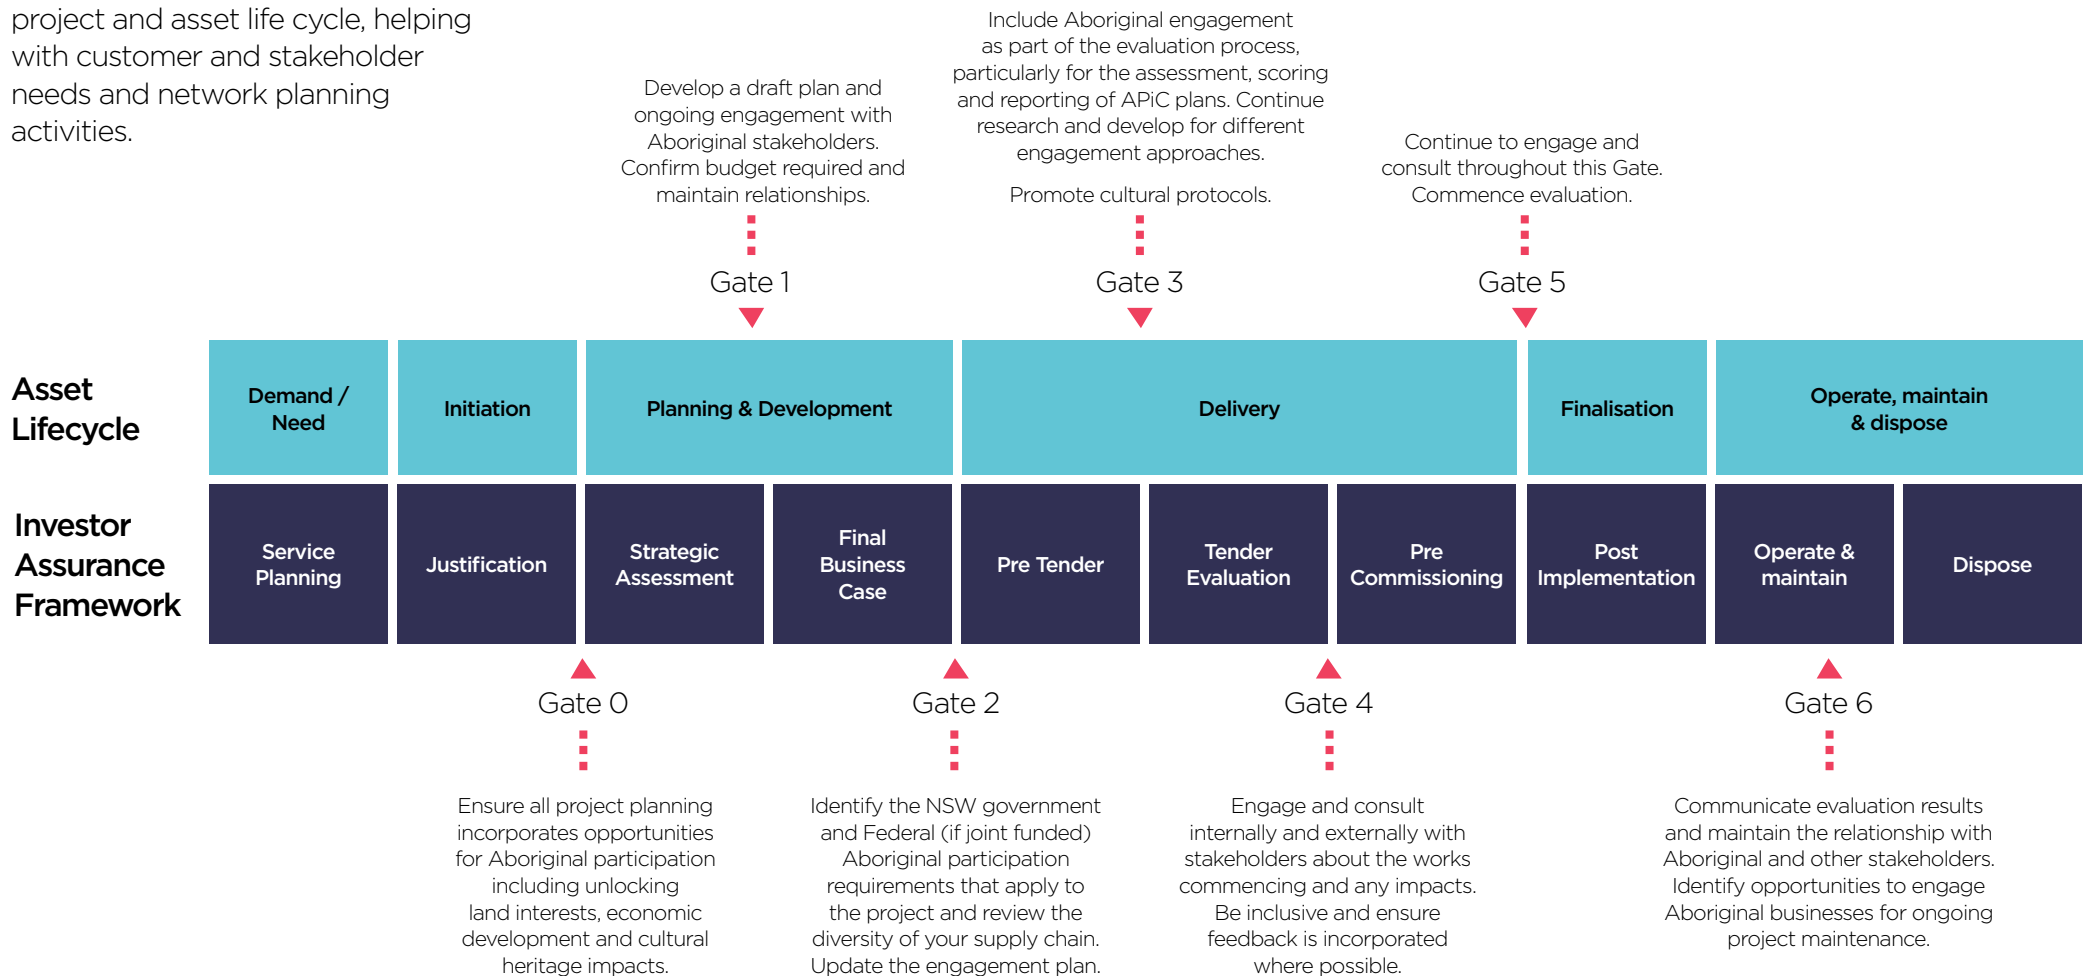 project and asset life cycle, helping
with customer and stakeholder
needs and network planning
activities.
Develop a draft plan and
ongoing engagement with
Aboriginal stakeholders.
Confirm budget required and
maintain relationships.
Include Aboriginal engagement
as part of the evaluation process,
particularly for the assessment, scoring
and reporting of APiC plans. Continue
research and develop for different
engagement approaches.
Promote cultural protocols.
Continue to engage and
consult throughout this Gate.
Commence evaluation.
Gate 1
Gate 3
Gate 5
Asset
Lifecycle
Demand /
Need
Initiation
Planning & Development
Delivery
Finalisation
Operate, maintain
& dispose
Investor
Assurance
Framework
Service
Planning
Justification
Strategic
Assessment
Final
Business
Case
Pre Tender
Tender
Evaluation
Pre
Commissioning
Post
Implementation
Operate &
maintain
Dispose
Gate 0
Gate 2
Gate 4
Gate 6
Ensure all project planning
incorporates opportunities
for Aboriginal participation
including unlocking
land interests, economic
development and cultural
heritage impacts.
Identify the NSW government
and Federal (if joint funded)
Aboriginal participation
requirements that apply to
the project and review the
diversity of your supply chain.
Update the engagement plan.
Engage and consult
internally and externally with
stakeholders about the works
commencing and any impacts.
Be inclusive and ensure
feedback is incorporated
where possible.
Communicate evaluation results
and maintain the relationship with
Aboriginal and other stakeholders.
Identify opportunities to engage
Aboriginal businesses for ongoing
project maintenance.